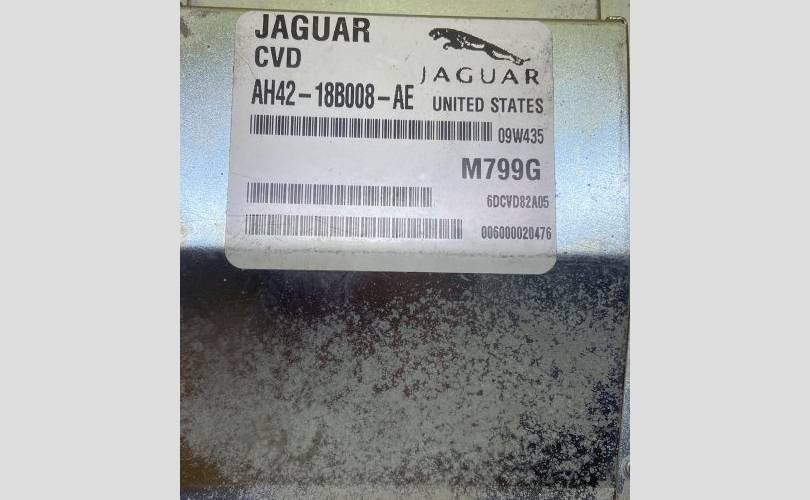 JAGUAR
CVD
JAGUAR
AH42-18B008-AE
UNITED STATES
09W435
M799G
6DCVD82A05
006000020476